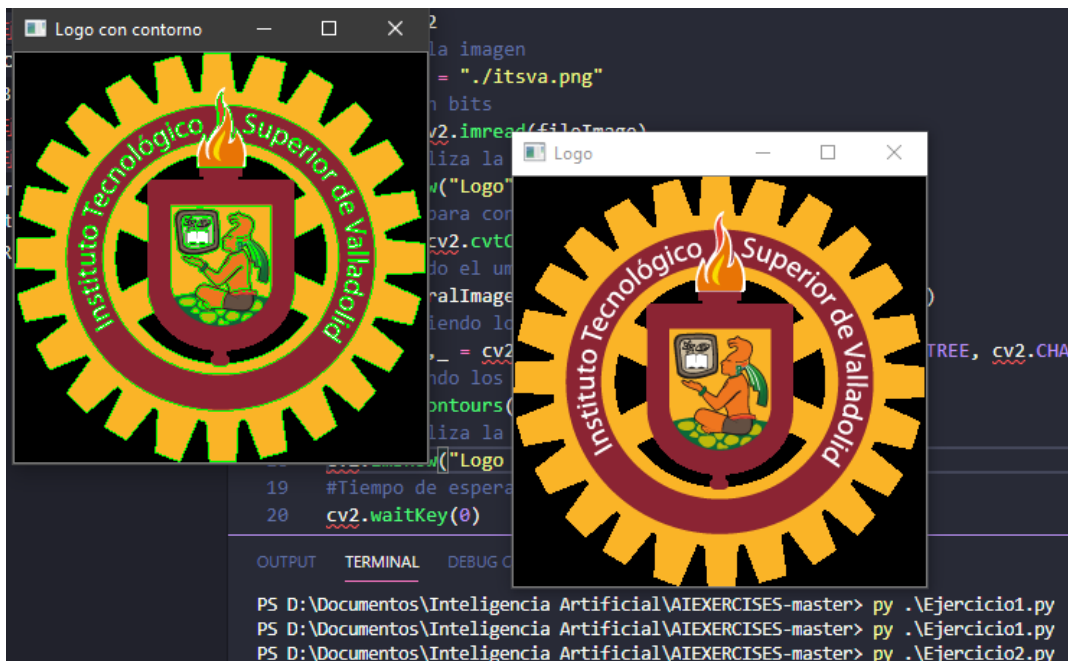 Logo con contorno
Instituto Tecnológico Superior de Valladolid
Logo
Instituto Tecnológico Superior de Valladolid
2
la imagen
= "./itsva.png"
bits
.imread(fileImage)
liza la
("Logo"
para con
cv2.cvtC
do el um
ralImage )
iendo lo
,_ = cv2 TREE, cv2.CHA
ndo los
ontours(
liza la
("Logo
19 #Tiempo de espera
20 cv2.waitKey(0)
OUTPUT TERMINAL DEBUG C
PS D:\Documentos\Inteligencia Artificial\AIEXERCISES-master> py .\Ejercicio1.py
PS D:\Documentos\Inteligencia Artificial\AIEXERCISES-master> py .\Ejercicio1.py
PS D:\Documentos\Inteligencia Artificial\AIEXERCISES-master> py .\Ejercicio2.py